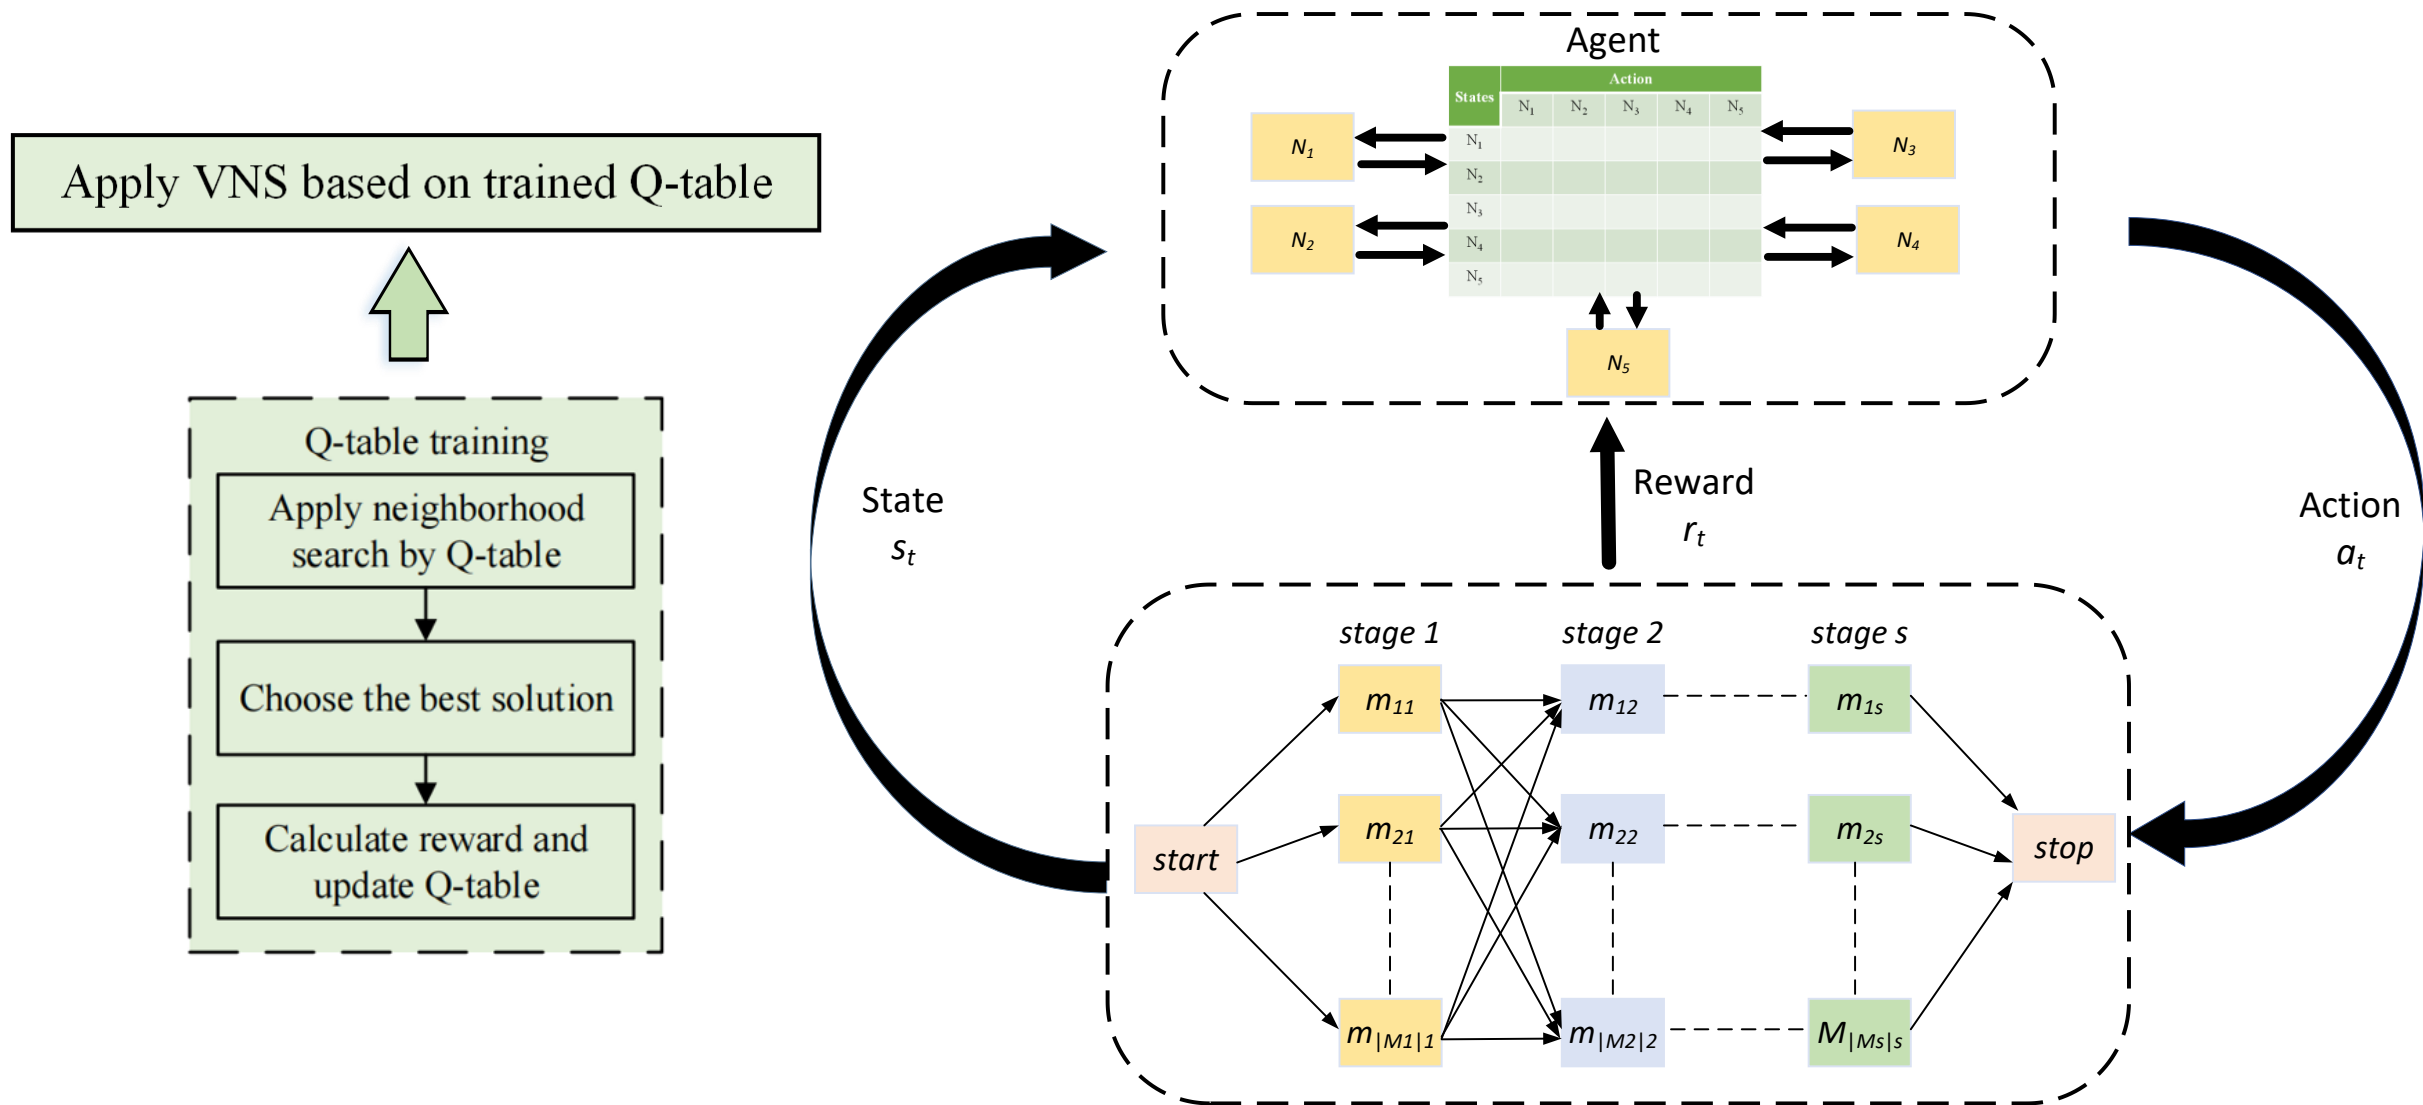 Apply VNS based on trained Q-table
Q-table training
Apply neighborhood
search by Q-table
Choose the best solution
Calculate reward and
update Q-table
Agent
States
Action
N1 N2 N3 N4 N5
N1
N2
N3
N4
N5
N1
N2
N3
N4
N5
State
st
Reward
rt
Action
at
stage 1 stage 2 stage s
m11 m12 m1s
m21 m22 m2s
start
stop
m|M1|1 m|M2|2 M|Ms|s